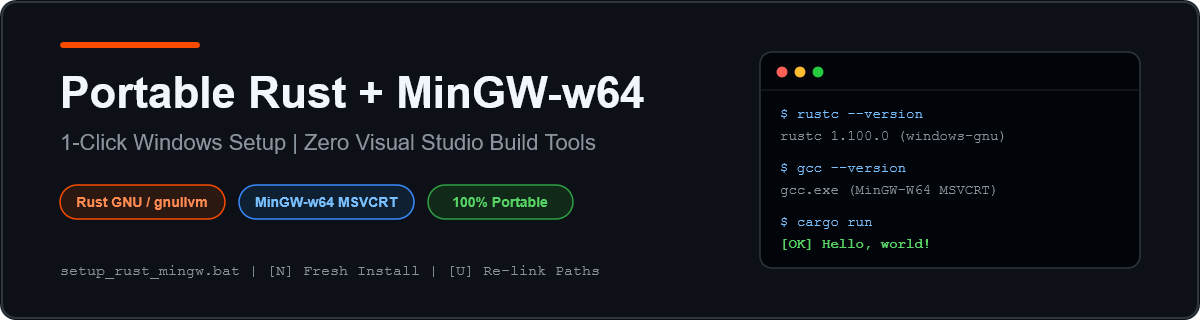 Portable Rust + MinGW-w64
1-Click Windows Setup | Zero Visual Studio Build Tools
Rust GNU / gnullvm
MinGW-w64 MSVCRT
100% Portable
setup_rust_mingw.bat | [N] Fresh Install | [U] Re-link Paths
$ rustc --version
rustc 1.100.0 (windows-gnu)
$ gcc --version
gcc.exe (MinGW-W64 MSVCRT)
$ cargo run
[OK] Hello, world!